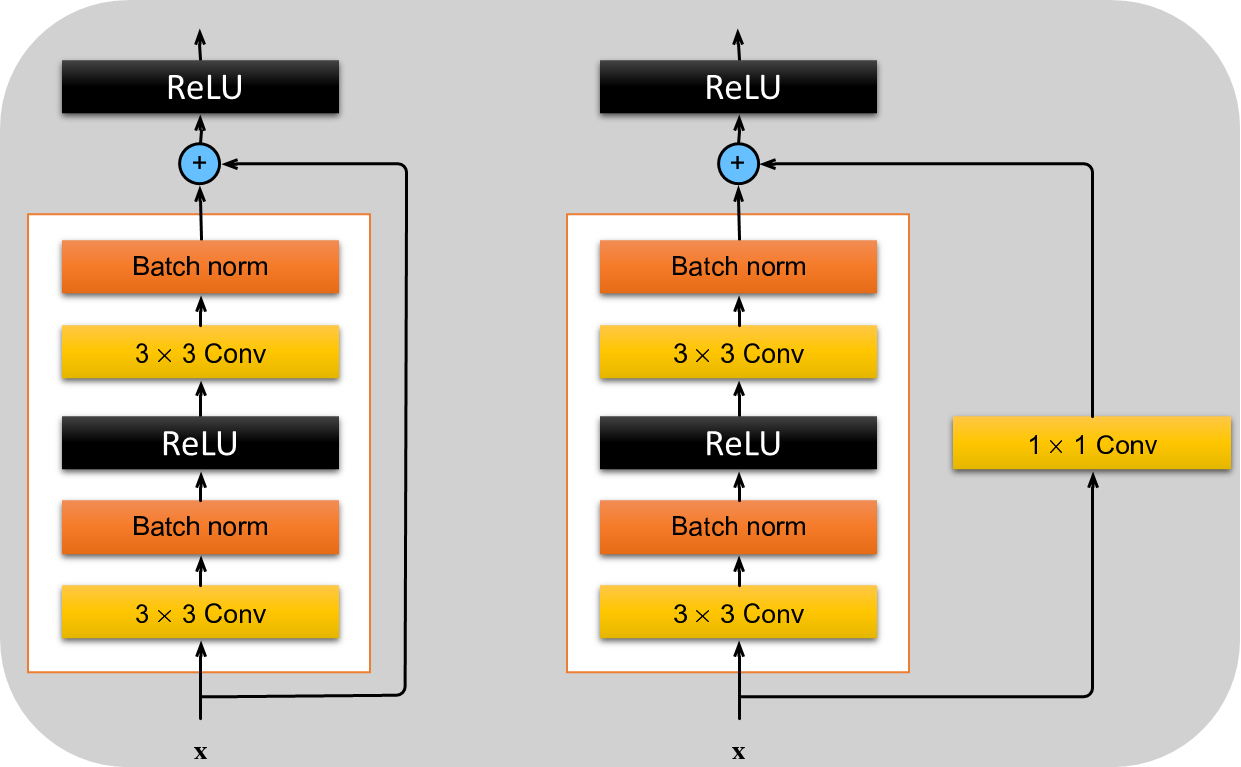 ReLU
+
Batch norm
3 × 3 Conv
ReLU
Batch norm
3 × 3 Conv
x
ReLU
+
Batch norm
3 × 3 Conv
ReLU
Batch norm
3 × 3 Conv
x
1 × 1 Conv